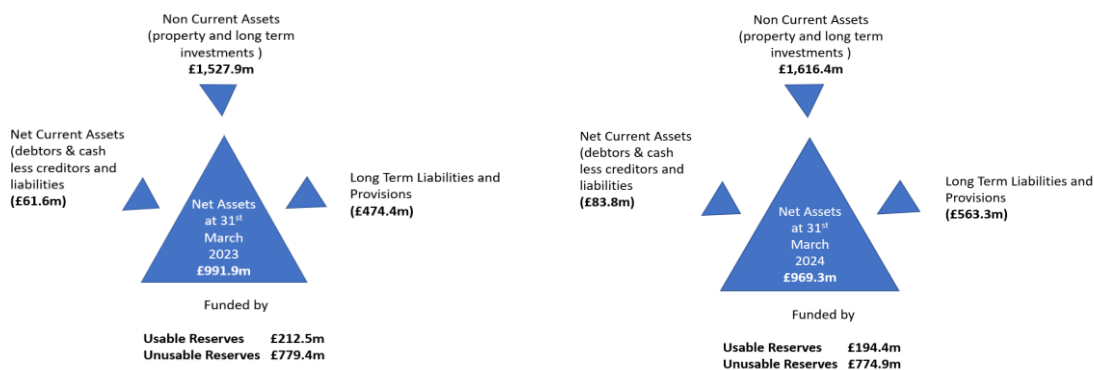 Non Current Assets
(property and long term
investments )
£1,527.9m
Net Current Assets
(debtors & cash
less creditors and
liabilities
(£61.6m)
Long Term Liabilities and
Provisions
(£474.4m)
Net Assets
at 31st
March
2023
£991.9m
Funded by
Usable Reserves £212.5m
Unusable Reserves £779.4m
Non Current Assets
(property and long term
investments )
£1,616.4m
Net Current Assets
(debtors & cash
less creditors and
liabilities
(£83.8m)
Long Term Liabilities and
Provisions
(£563.3m)
Net Assets
at 31st
March
2024
£969.3m
Funded by
Usable Reserves £194.4m
Unusable Reserves £774.9m